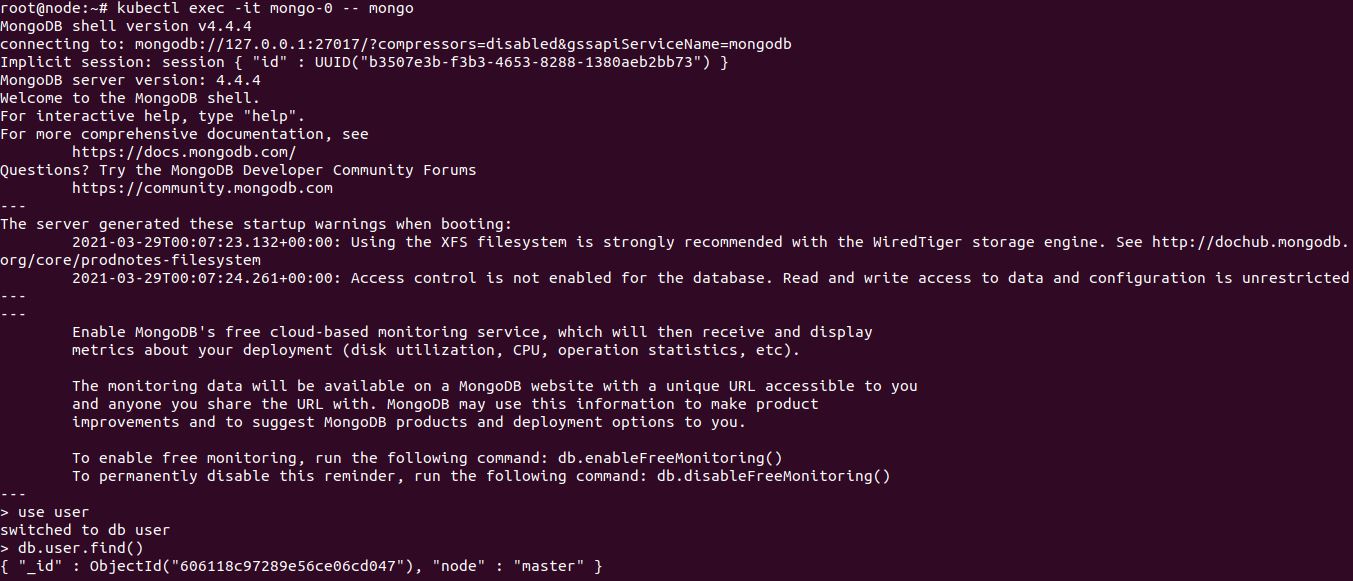 root@node:~# kubectl exec -it mongo-0 -- mongo
MongoDB shell version v4.4.4
connecting to: mongodb://127.0.0.1:27017/?compressors=disabled&gssapiServiceName=mongodb
Implicit session: session { "id" : UUID("b3507e3b-f3b3-4653-8288-1380aeb2bb73") }
MongoDB server version: 4.4.4
Welcome to the MongoDB shell.
For interactive help, type "help".
For more comprehensive documentation, see
        https://docs.mongodb.com/
Questions? Try the MongoDB Developer Community Forums
        https://community.mongodb.com
---
The server generated these startup warnings when booting:
        2021-03-29T00:07:23.132+00:00: Using the XFS filesystem is strongly recommended with the WiredTiger storage engine. See http://dochub.mongodb.
org/core/prodnotes-filesystem
        2021-03-29T00:07:24.261+00:00: Access control is not enabled for the database. Read and write access to data and configuration is unrestricted
---
---
        Enable MongoDB's free cloud-based monitoring service, which will then receive and display
        metrics about your deployment (disk utilization, CPU, operation statistics, etc).

        The monitoring data will be available on a MongoDB website with a unique URL accessible to you
        and anyone you share the URL with. MongoDB may use this information to make product
        improvements and to suggest MongoDB products and deployment options to you.

        To enable free monitoring, run the following command: db.enableFreeMonitoring()
        To permanently disable this reminder, run the following command: db.disableFreeMonitoring()
---
> use user
switched to db user
> db.user.find()
{ "_id" : ObjectId("606118c97289e56ce06cd047"), "node" : "master" }